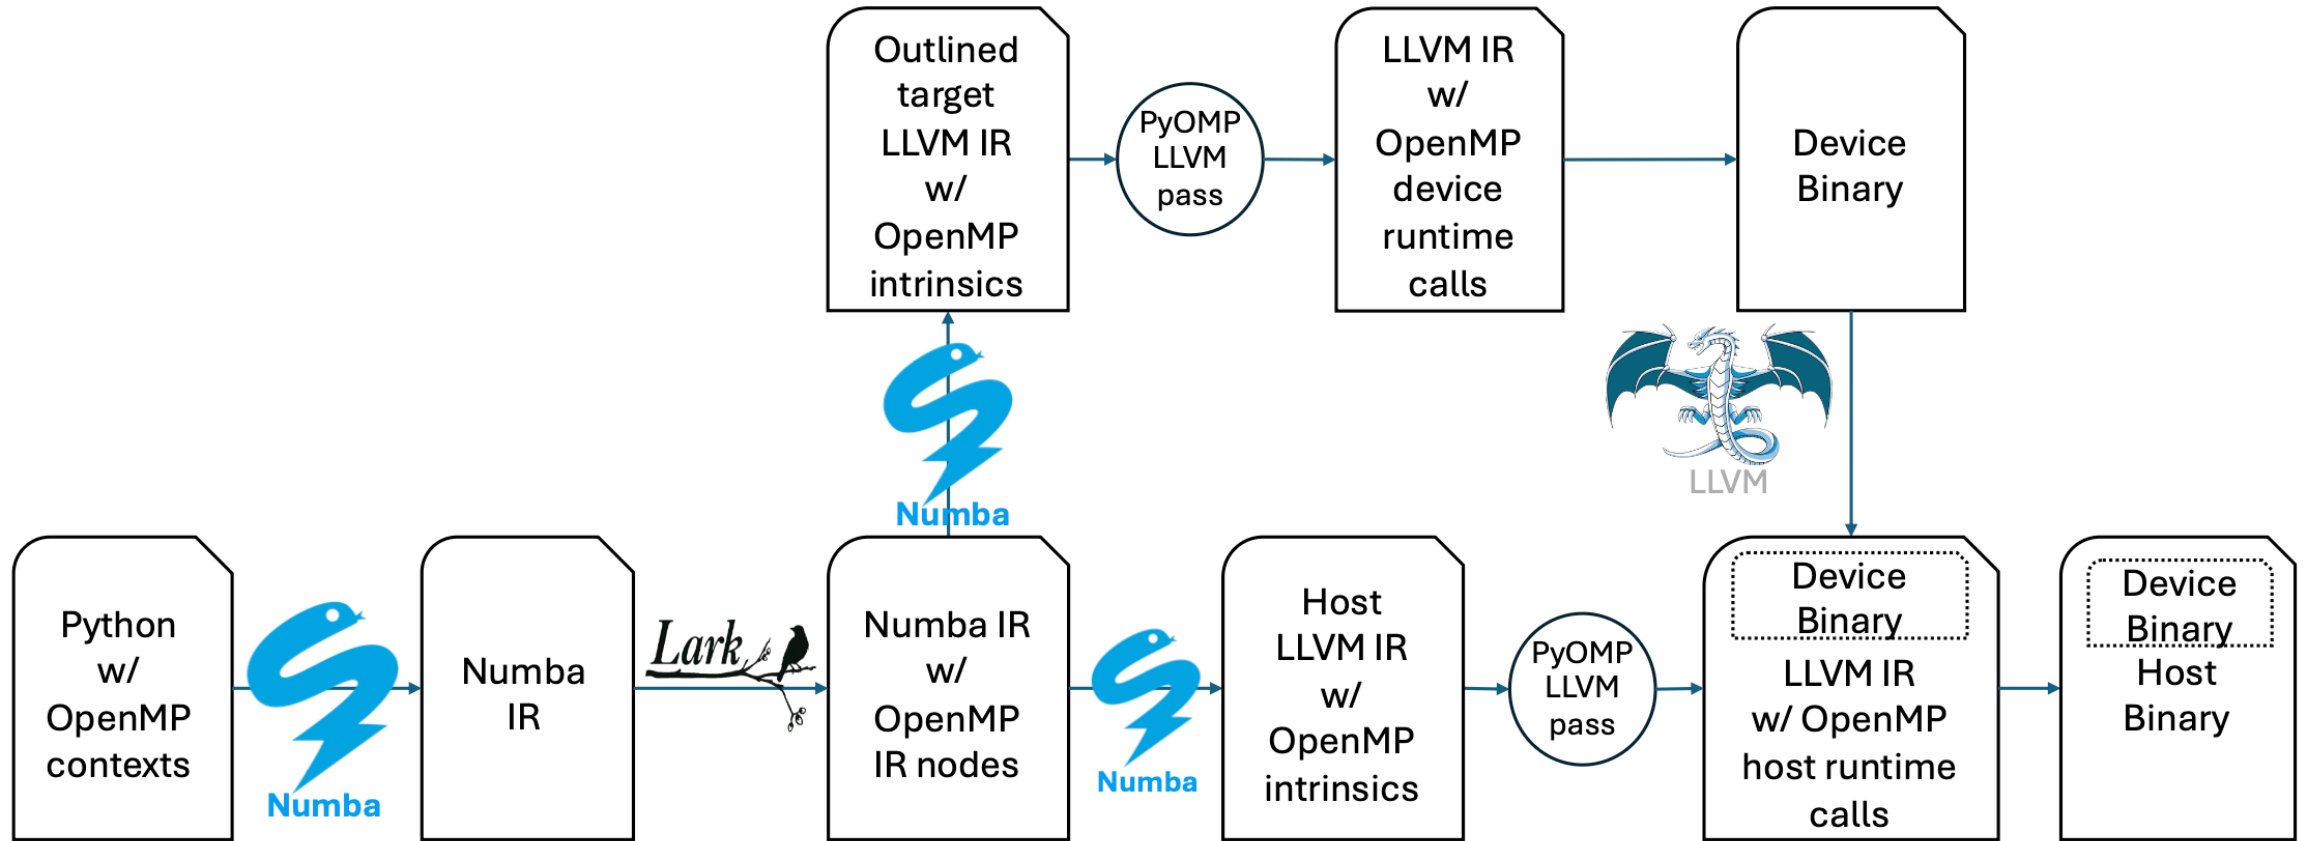 Outlined
target
LLVM IR
w/
OpenMP
intrinsics
PyOMP
LLVM
pass
LLVM IR
w/
OpenMP
device
runtime
calls
Device
Binary
Numba
LLVM
Python
w/
OpenMP
contexts
Numba
Numba
IR
Lark
Numba IR
w/
OpenMP
IR nodes
Numba
Host
LLVM IR
w/
OpenMP
intrinsics
PyOMP
LLVM
pass
Device
Binary
LLVM IR
w/ OpenMP
host runtime
calls
Device
Binary
Host
Binary